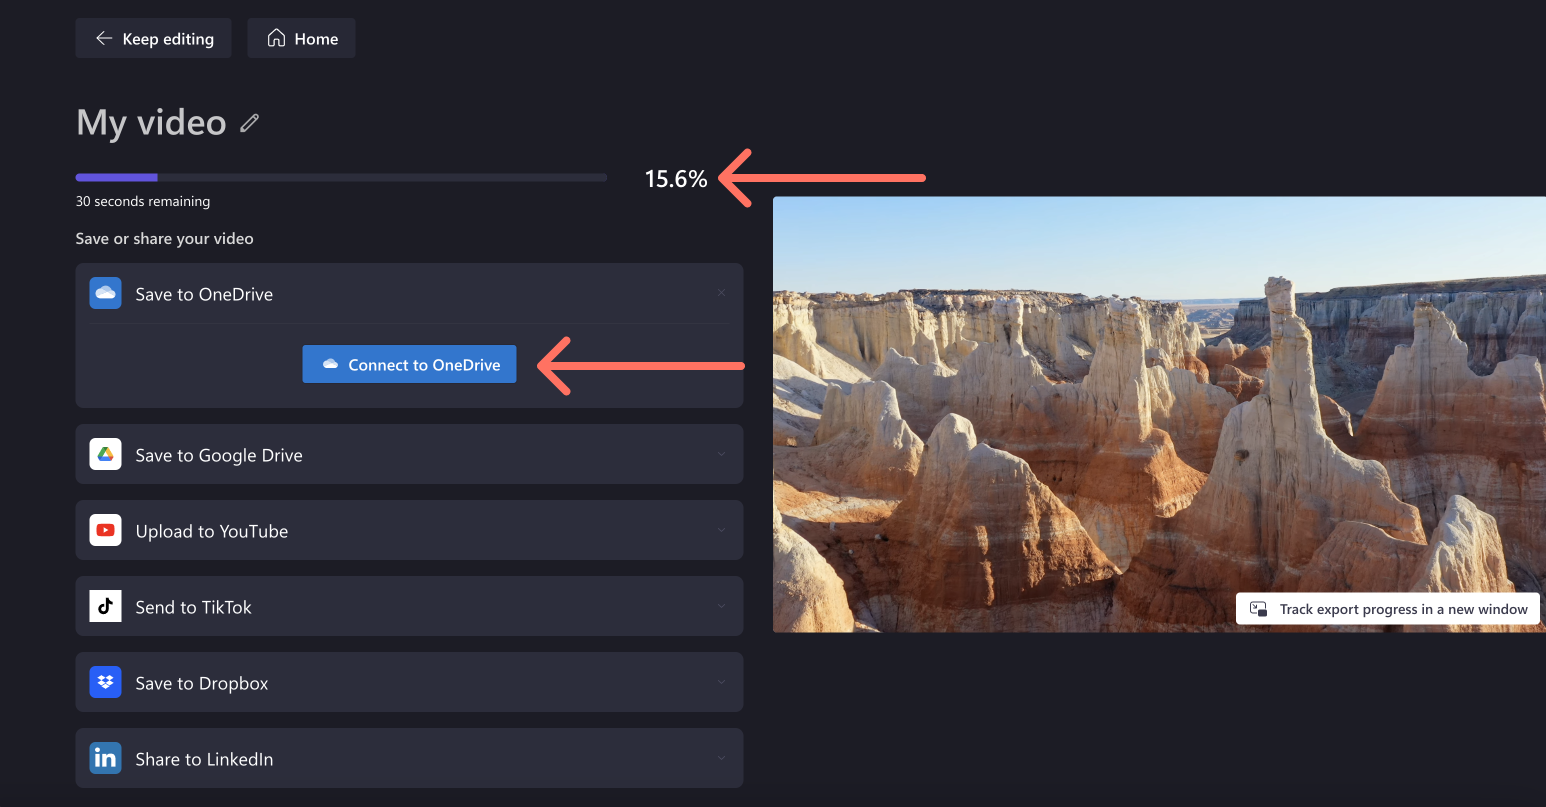 Keep editing
Home
My video
15.6%
30 seconds remaining
Save or share your video
Save to OneDrive
Connect to OneDrive
Save to Google Drive
Upload to YouTube
Send to TikTok
Save to Dropbox
in Share to LinkedIn
Track export progress in a new window